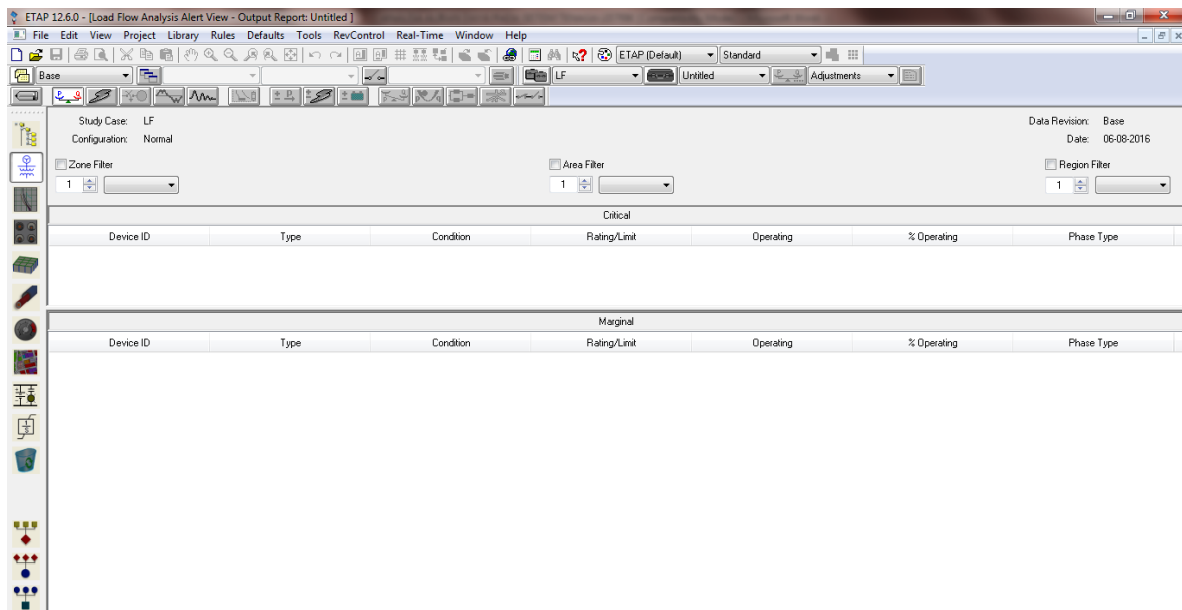 ETAP 12.6.0 - [Load Flow Analysis Alert View - Output Report: Untitled ]
File Edit View Project Library Rules Defaults Tools RevControl Real-Time Window Help
ETAP (Default) Standard
Base LF Untitled Adjustments
Study Case: LF Data Revision: Base
Configuration: Normal Date: 06-08-2016
Zone Filter Area Filter Region Filter
1 1 1
Critical
Device ID Type Condition Rating/Limit Operating % Operating Phase Type
Marginal
Device ID Type Condition Rating/Limit Operating % Operating Phase Type